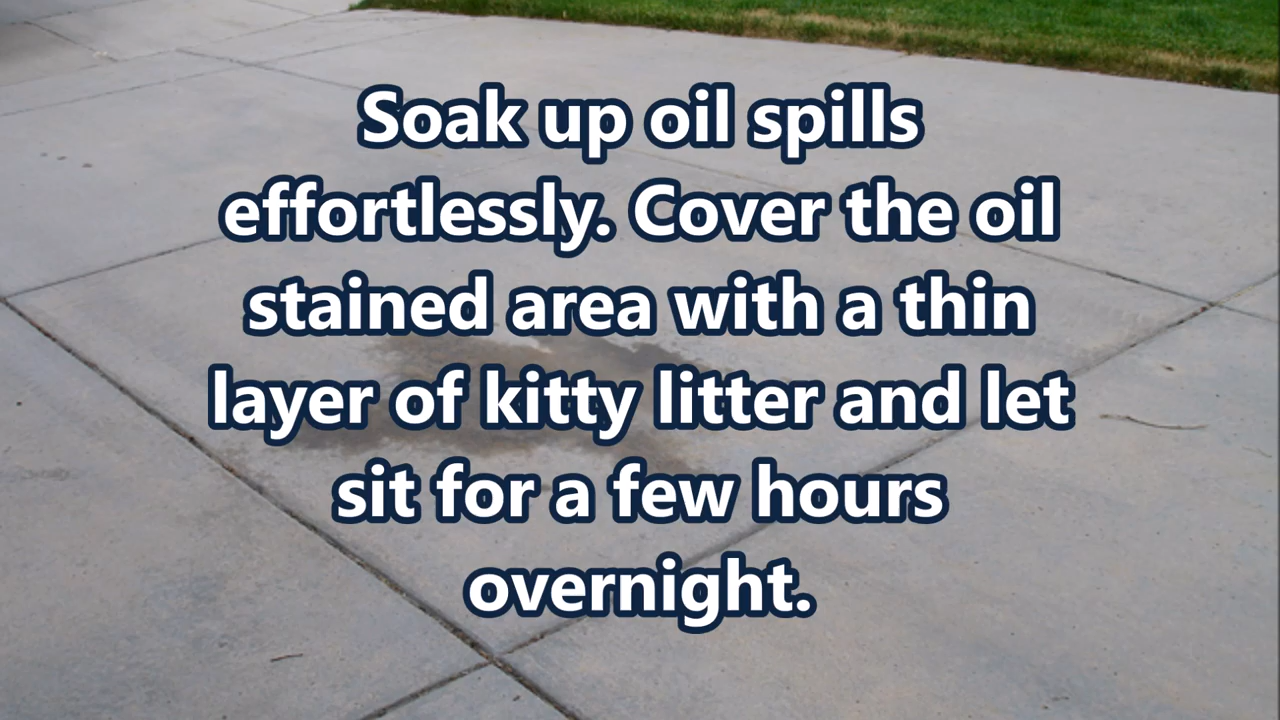 Soak up oil spills
effortlessly. Cover the oil
stained area with a thin
layer of kitty litter and let
sit for a few hours
overnight.